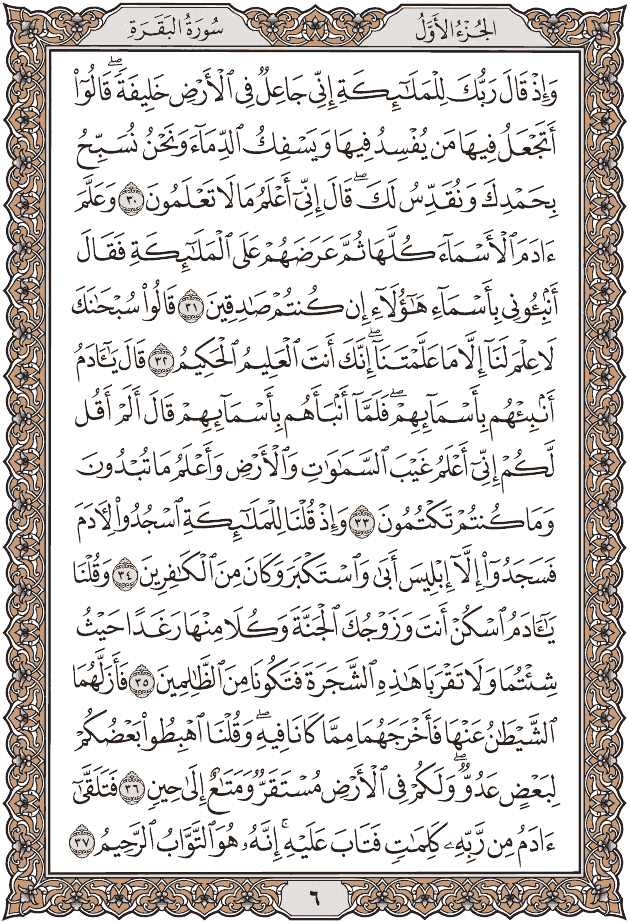 الجُزْءُ الأَوَّلُ
سُورَةُ البَقَرَةِ
وَإِذْ قَالَ رَبُّكَ لِلْمَلَٰٓئِكَةِ إِنِّي جَاعِلٌ فِي ٱلْأَرْضِ خَلِيفَةً ۖ قَالُوٓا۟
أَتَجْعَلُ فِيهَا مَن يُفْسِدُ فِيهَا وَيَسْفِكُ ٱلدِّمَآءَ وَنَحْنُ نُسَبِّحُ
بِحَمْدِكَ وَنُقَدِّسُ لَكَ ۖ قَالَ إِنِّيٓ أَعْلَمُ مَا لَا تَعْلَمُونَ ٣٠ وَعَلَّمَ
ءَادَمَ ٱلْأَسْمَآءَ كُلَّهَا ثُمَّ عَرَضَهُمْ عَلَى ٱلْمَلَٰٓئِكَةِ فَقَالَ
أَنۢبِـُٔونِي بِأَسْمَآءِ هَٰٓؤُلَآءِ إِن كُنتُمْ صَٰدِقِينَ ٣١ قَالُوا۟ سُبْحَٰنَكَ
لَا عِلْمَ لَنَآ إِلَّا مَا عَلَّمْتَنَآ ۖ إِنَّكَ أَنتَ ٱلْعَلِيمُ ٱلْحَكِيمُ ٣٢ قَالَ يَٰٓـَٔادَمُ
أَنۢبِئْهُم بِأَسْمَآئِهِمْ ۖ فَلَمَّآ أَنۢبَأَهُم بِأَسْمَآئِهِمْ قَالَ أَلَمْ أَقُل
لَّكُمْ إِنِّيٓ أَعْلَمُ غَيْبَ ٱلسَّمَٰوَٰتِ وَٱلْأَرْضِ وَأَعْلَمُ مَا تُبْدُونَ
وَمَا كُنتُمْ تَكْتُمُونَ ٣٣ وَإِذْ قُلْنَا لِلْمَلَٰٓئِكَةِ ٱسْجُدُوا۟ لِءَادَمَ
فَسَجَدُوٓا۟ إِلَّآ إِبْلِيسَ أَبَىٰ وَٱسْتَكْبَرَ وَكَانَ مِنَ ٱلْكَٰفِرِينَ ٣٤ وَقُلْنَا
يَٰٓـَٔادَمُ ٱسْكُنْ أَنتَ وَزَوْجُكَ ٱلْجَنَّةَ وَكُلَا مِنْهَا رَغَدًا حَيْثُ
شِئْتُمَا وَلَا تَقْرَبَا هَٰذِهِ ٱلشَّجَرَةَ فَتَكُونَا مِنَ ٱلظَّٰلِمِينَ ٣٥ فَأَزَلَّهُمَا
ٱلشَّيْطَٰنُ عَنْهَا فَأَخْرَجَهُمَا مِمَّا كَانَا فِيهِ ۖ وَقُلْنَا ٱهْبِطُوا۟ بَعْضُكُمْ
لِبَعْضٍ عَدُوٌّ ۖ وَلَكُمْ فِي ٱلْأَرْضِ مُسْتَقَرٌّ وَمَتَٰعٌ إِلَىٰ حِينٍ ٣٦ فَتَلَقَّىٰٓ
ءَادَمُ مِن رَّبِّهِۦ كَلِمَٰتٍ فَتَابَ عَلَيْهِ ۚ إِنَّهُۥ هُوَ ٱلتَّوَّابُ ٱلرَّحِيمُ ٣٧
٦